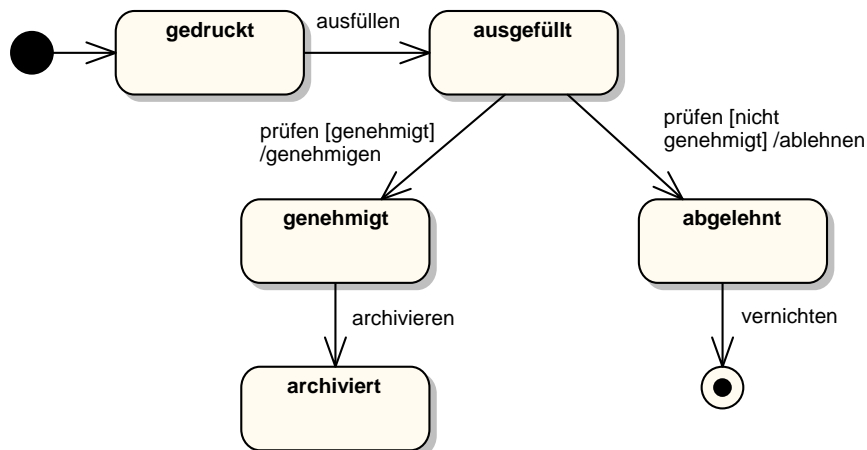 gedruckt
ausfüllen
ausgefüllt
prüfen [genehmigt]
/genehmigen
prüfen [nicht
genehmigt] /ablehnen
genehmigt
abgelehnt
archivieren
vernichten
archiviert